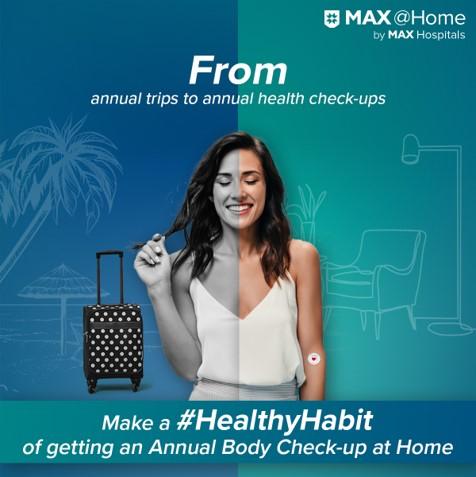 MAX @Home
by MAX Hospitals
From
annual trips to annual health check-ups
Make a #HealthyHabit
of getting an Annual Body Check-up at Home